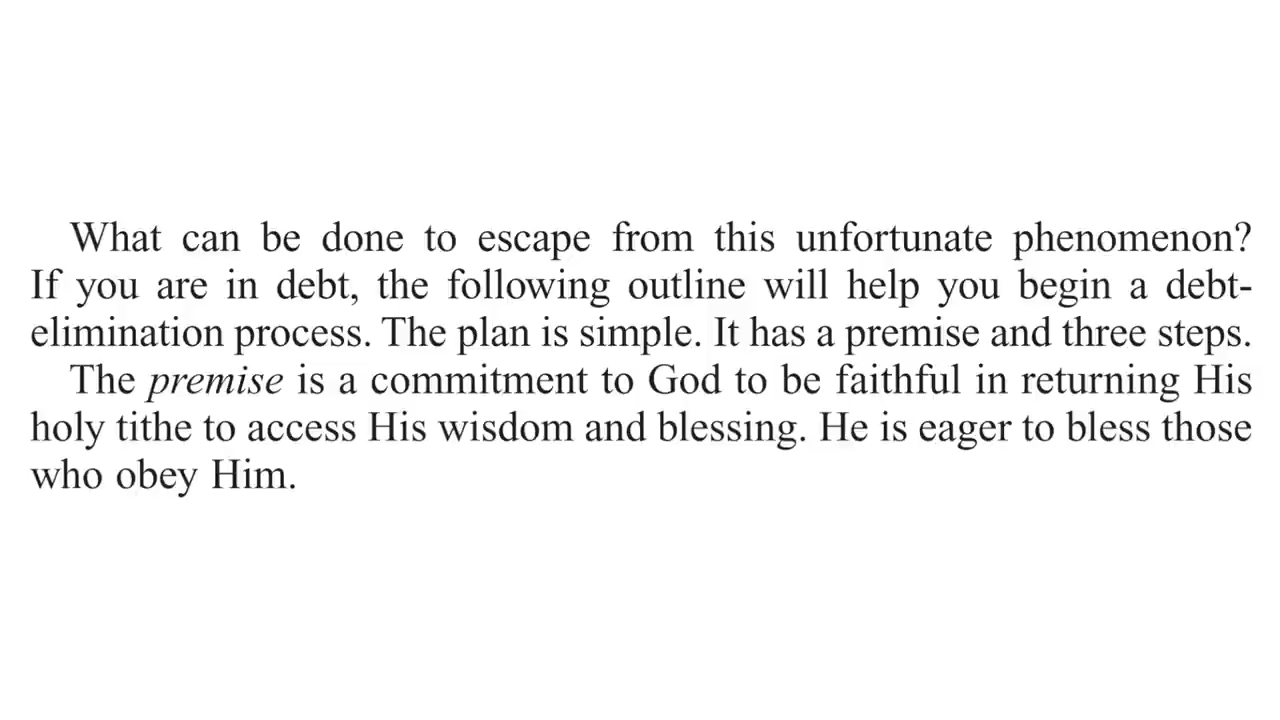 What can be done to escape from this unfortunate phenomenon?
If you are in debt, the following outline will help you begin a debt-
elimination process. The plan is simple. It has a premise and three steps.
The premise is a commitment to God to be faithful in returning His
holy tithe to access His wisdom and blessing. He is eager to bless those
who obey Him.